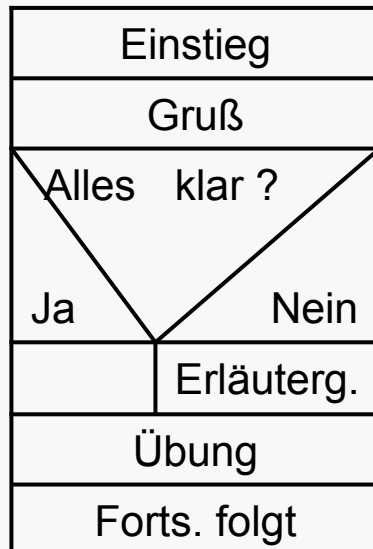 Einstieg
Gruß
Alles klar ?
Ja Nein
Erläuterg.
Übung
Forts. folgt